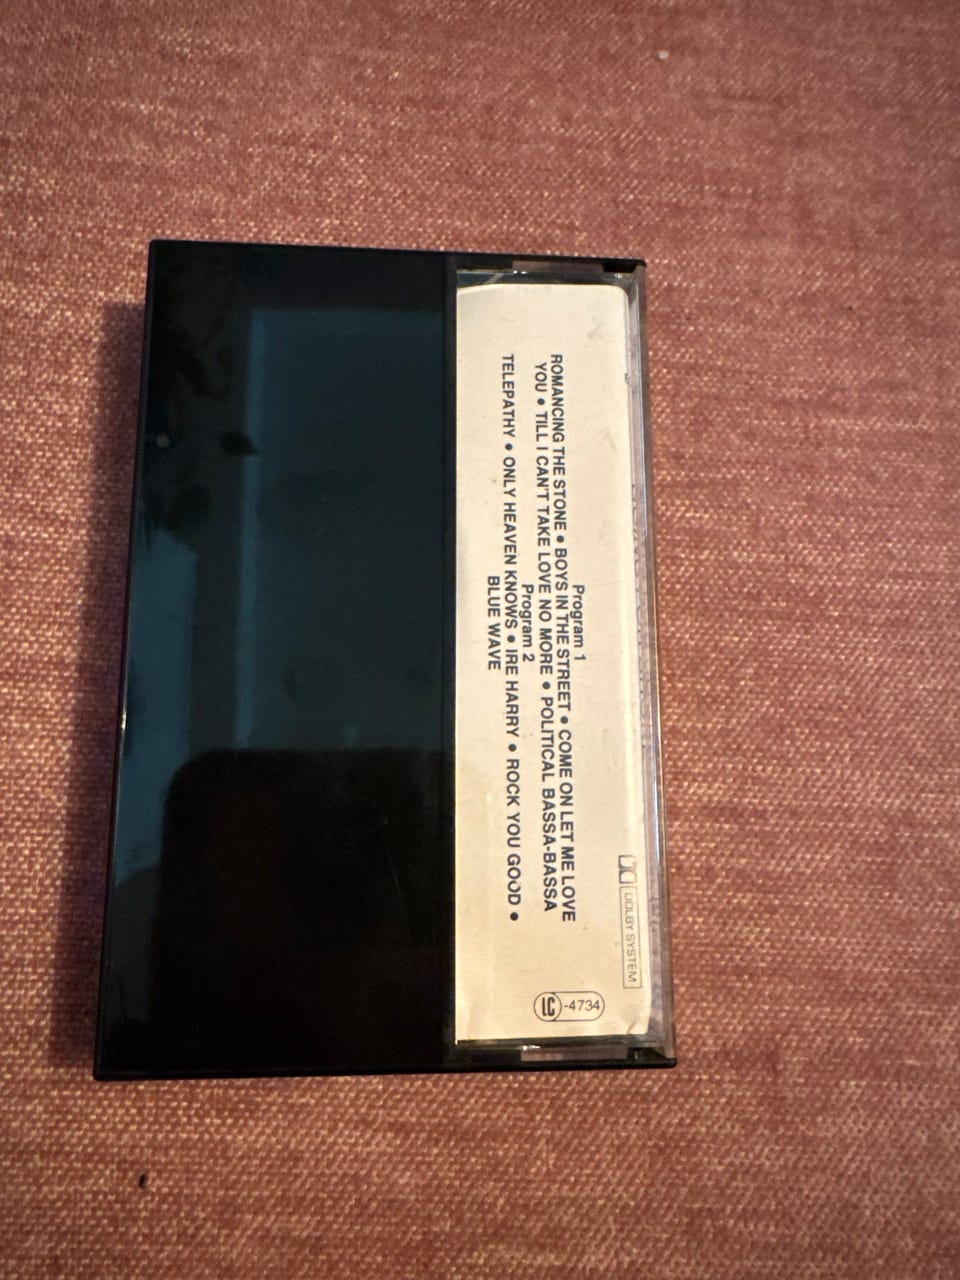 Program 1
ROMANCING THE STONE • BOYS IN THE STREET • COME ON LET ME LOVE
YOU • TILL I CAN'T TAKE LOVE NO MORE • POLITICAL BASSA-BASSA
Program 2
TELEPATHY • ONLY HEAVEN KNOWS • IRE HARRY • ROCK YOU GOOD •
BLUE WAVE
DOLBY SYSTEM
-4734